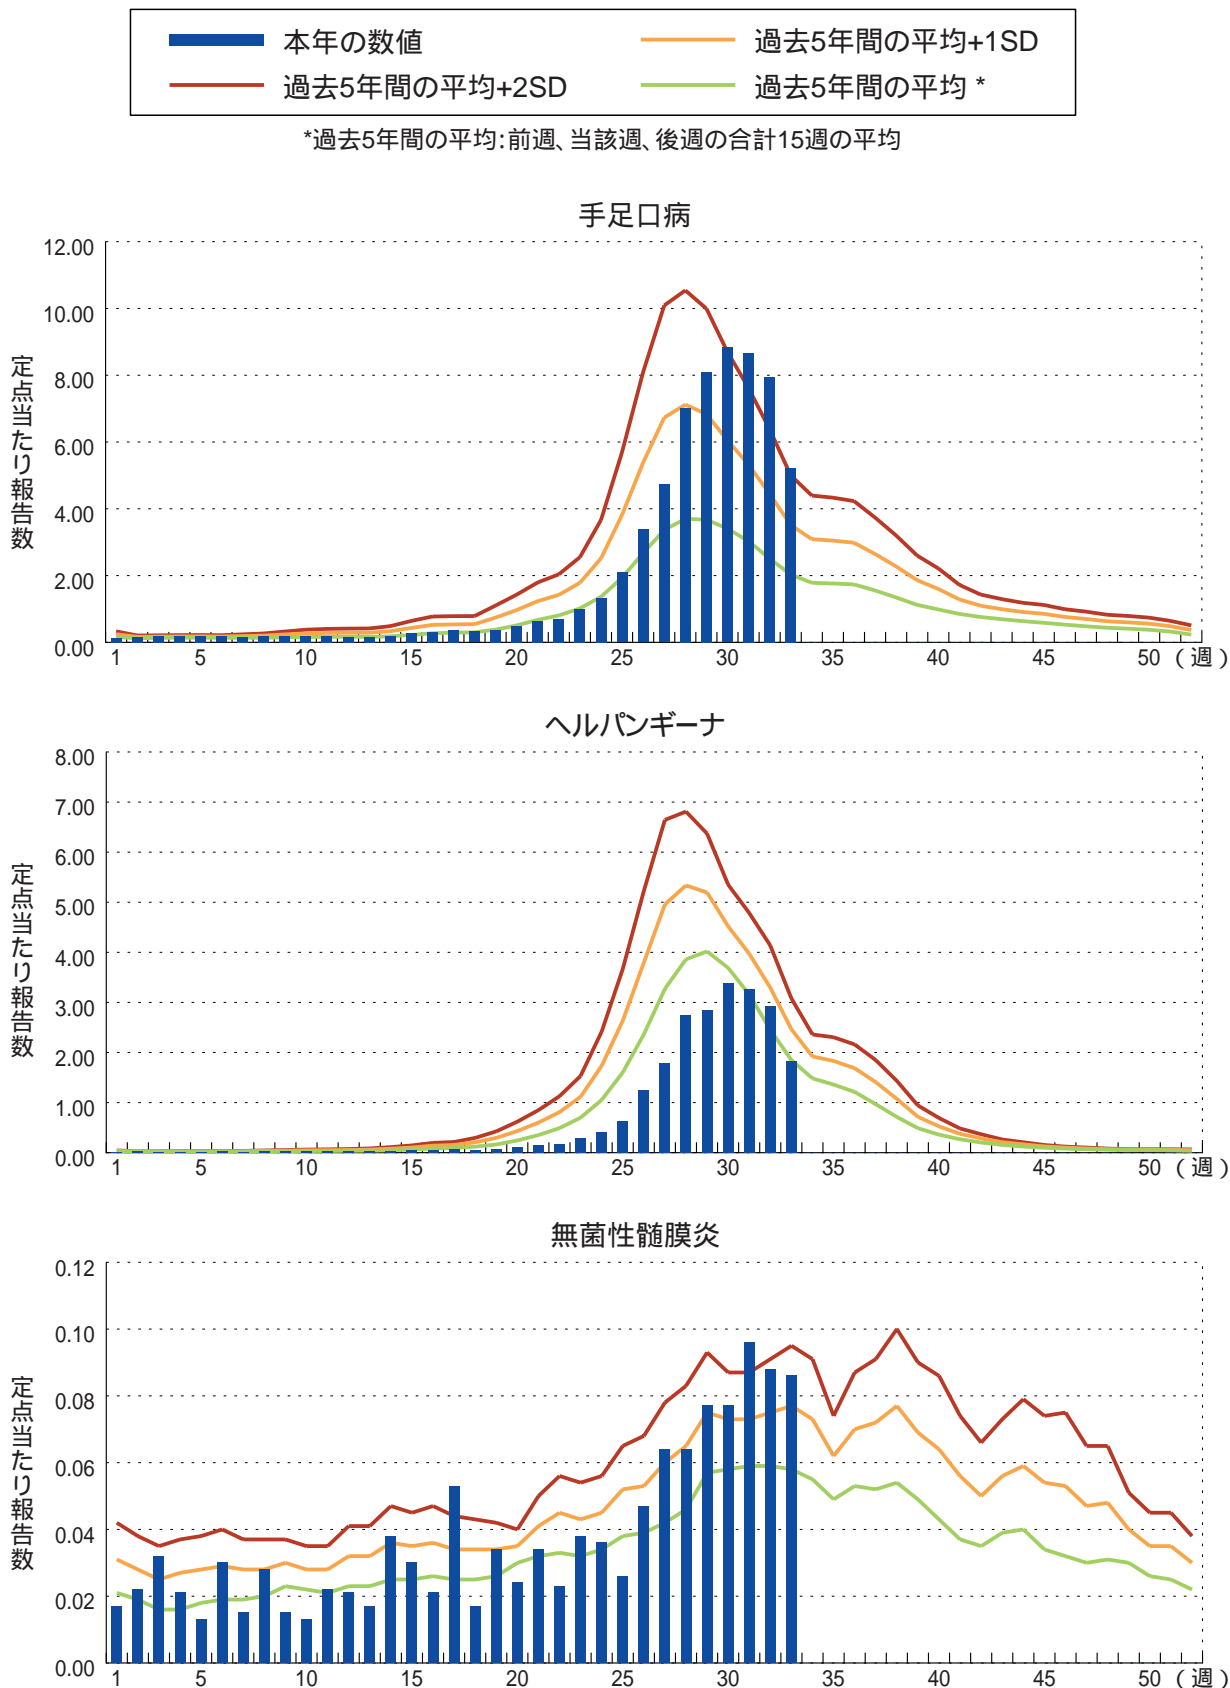 本年の数値
過去5年間の平均+1SD
過去5年間の平均+2SD
過去5年間の平均 *
*過去5年間の平均:前週、当該週、後週の合計15週の平均
手足口病
定点当たり報告数
12.00
10.00
8.00
6.00
4.00
2.00
0.00
1 5 10 15 20 25 30 35 40 45 50 (週)
ヘルパンギーナ
定点当たり報告数
8.00
7.00
6.00
5.00
4.00
3.00
2.00
1.00
0.00
1 5 10 15 20 25 30 35 40 45 50 (週)
無菌性髄膜炎
定点当たり報告数
0.12
0.10
0.08
0.06
0.04
0.02
0.00
1 5 10 15 20 25 30 35 40 45 50 (週)